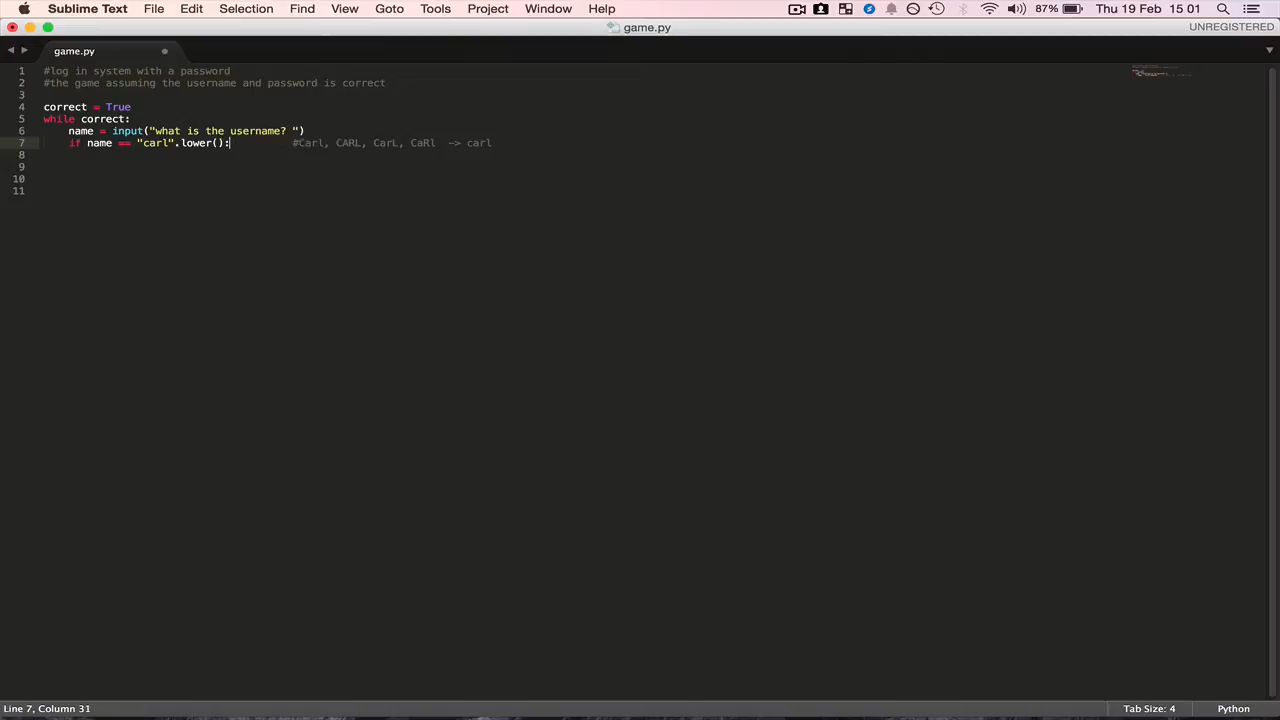 Sublime Text File Edit Selection Find View Goto Tools Project Window Help 87% Thu 19 Feb 15 01
game.py UNREGISTERED
game.py
1 #log in system with a password
2 #the game assuming the username and password is correct
3
4 correct = True
5 while correct:
6 name = input("what is the username? ")
7 if name == "carl".lower(): #Carl, CARL, CarL, CaRl -> carl
8
9
10
11
Line 7, Column 31 Tab Size: 4 Python